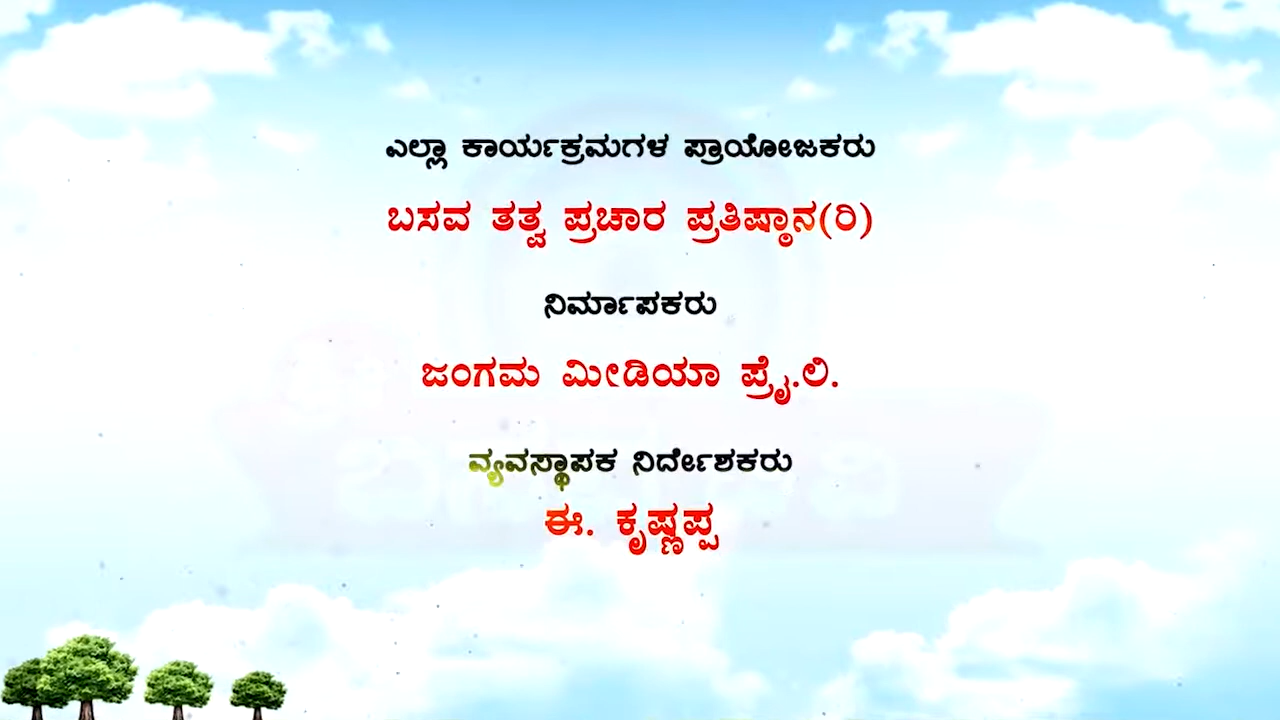 ಎಲ್ಲಾ ಕಾರ್ಯಕ್ರಮಗಳ ಪ್ರಾಯೋಜಕರು
ಬಸವ ತತ್ವ ಪ್ರಚಾರ ಪ್ರತಿಷ್ಠಾನ(ರಿ)
ನಿರ್ಮಾಪಕರು
ಜಂಗಮ ಮೀಡಿಯಾ ಪ್ರೈ.ಲಿ.
ವ್ಯವಸ್ಥಾಪಕ ನಿರ್ದೇಶಕರು
ಈ. ಕೃಷ್ಣಪ್ಪ